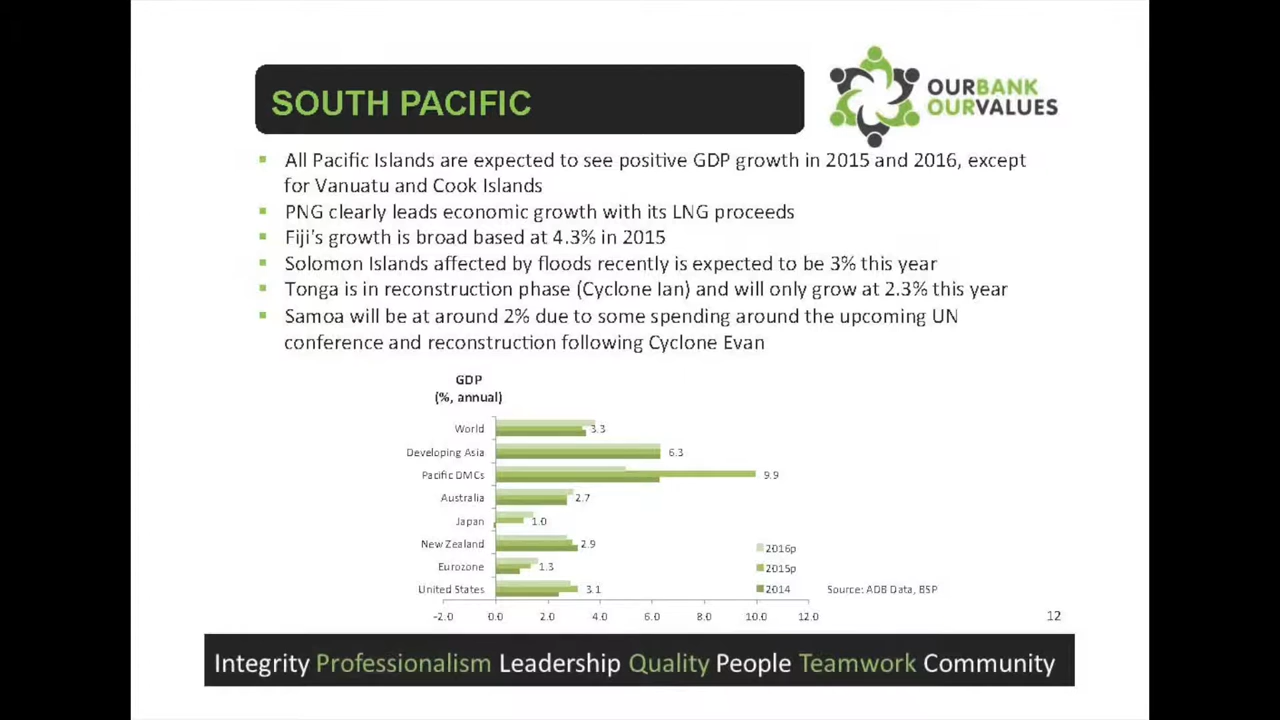 SOUTH PACIFIC
OURBANK
OURVALUES
All Pacific Islands are expected to see positive GDP growth in 2015 and 2016, except
for Vanuatu and Cook Islands
PNG clearly leads economic growth with its LNG proceeds
Fiji's growth is broad based at 4.3% in 2015
Solomon Islands affected by floods recently is expected to be 3% this year
Tonga is in reconstruction phase (Cyclone Ian) and will only grow at 2.3% this year
Samoa will be at around 2% due to some spending around the upcoming UN
conference and reconstruction following Cyclone Evan
GDP
(%, annual)
World 3.3
Developing Asia 6.3
Pacific DMCs 9.9
Australia 2.7
Japan 1.0
New Zealand 2.9
Eurozone 1.3
United States 3.1
2016p
2015p
2014
Source: ADB Data, BSP
-2.0 0.0 2.0 4.0 6.0 8.0 10.0 12.0
12
Integrity Professionalism Leadership Quality People Teamwork Community